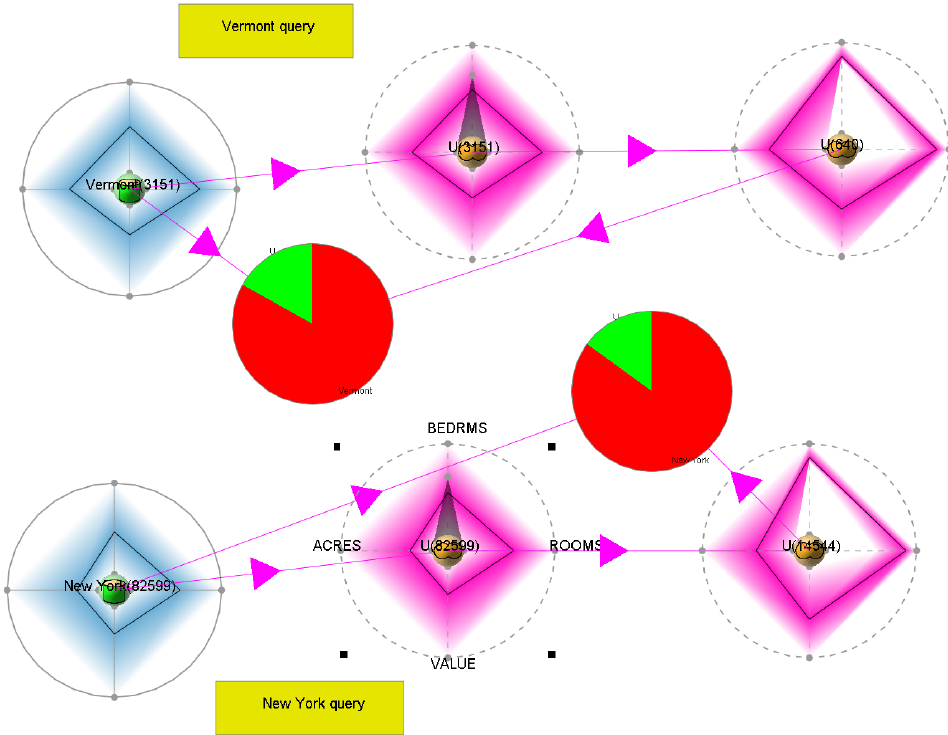 Vermont query
Vermont(3151)
U(3151)
U(640)
U
Vermont
U
New York
BEDRMS
ACRES
U(82599)
ROOMS
U(14544)
New York(82599)
VALUE
New York query